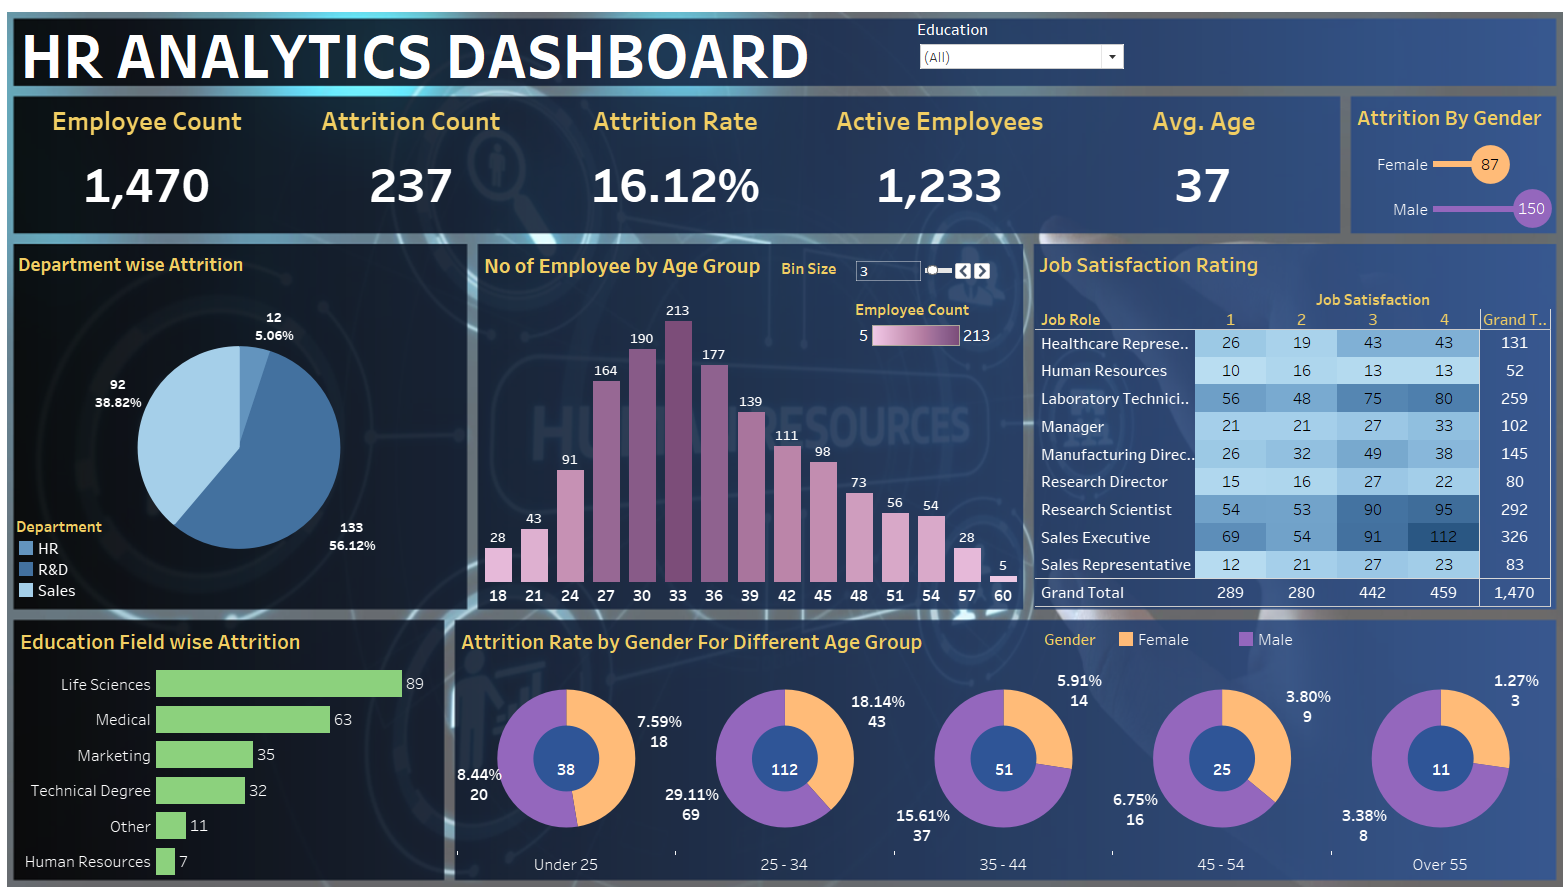 HR ANALYTICS DASHBOARD
Education
(All)
Employee Count
1,470
Attrition Count
237
Attrition Rate
16.12%
Active Employees
1,233
Avg. Age
37
Attrition By Gender
Female 87
Male 150
Department wise Attrition
12
5.06%
92
38.82%
133
56.12%
Department
HR
R&D
Sales
No of Employee by Age Group
Bin Size 3
Employee Count
5 213
28 43 91 164 190 213 177 139 111 98 73 56 54 28 5
18 21 24 27 30 33 36 39 42 45 48 51 54 57 60
HUMAN RESOURCES
Job Satisfaction Rating
Job Satisfaction
Job Role 1 2 3 4 Grand T..
Healthcare Represe.. 26 19 43 43 131
Human Resources 10 16 13 13 52
Laboratory Technici.. 56 48 75 80 259
Manager 21 21 27 33 102
Manufacturing Direc.. 26 32 49 38 145
Research Director 15 16 27 22 80
Research Scientist 54 53 90 95 292
Sales Executive 69 54 91 112 326
Sales Representative 12 21 27 23 83
Grand Total 289 280 442 459 1,470
Education Field wise Attrition
Life Sciences 89
Medical 63
Marketing 35
Technical Degree 32
Other 11
Human Resources 7
Attrition Rate by Gender For Different Age Group
Gender Female Male
7.59%
18
38
8.44%
20
Under 25
18.14%
43
112
29.11%
69
25 - 34
5.91%
14
51
15.61%
37
35 - 44
3.80%
9
25
6.75%
16
45 - 54
1.27%
3
11
3.38%
8
Over 55